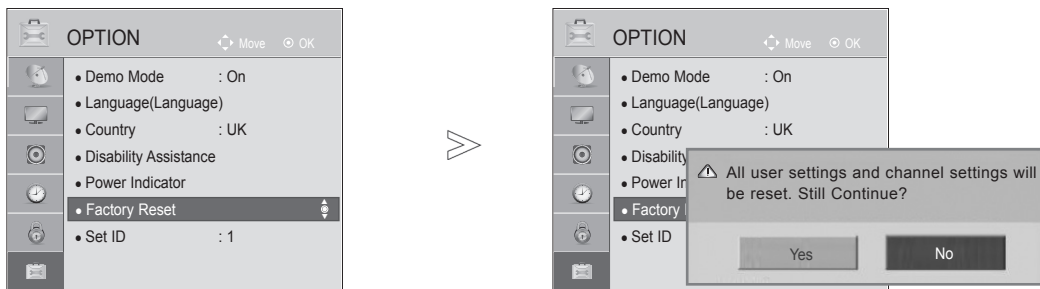 OPTION
Move OK
• Demo Mode : On
• Language(Language)
• Country : UK
• Disability Assistance
• Power Indicator
• Factory Reset
• Set ID : 1
>
OPTION
Move OK
• Demo Mode : On
• Language(Language)
• Country : UK
• Disability
• Power In
• Factory
• Set ID
All user settings and channel settings will
be reset. Still Continue?
Yes No